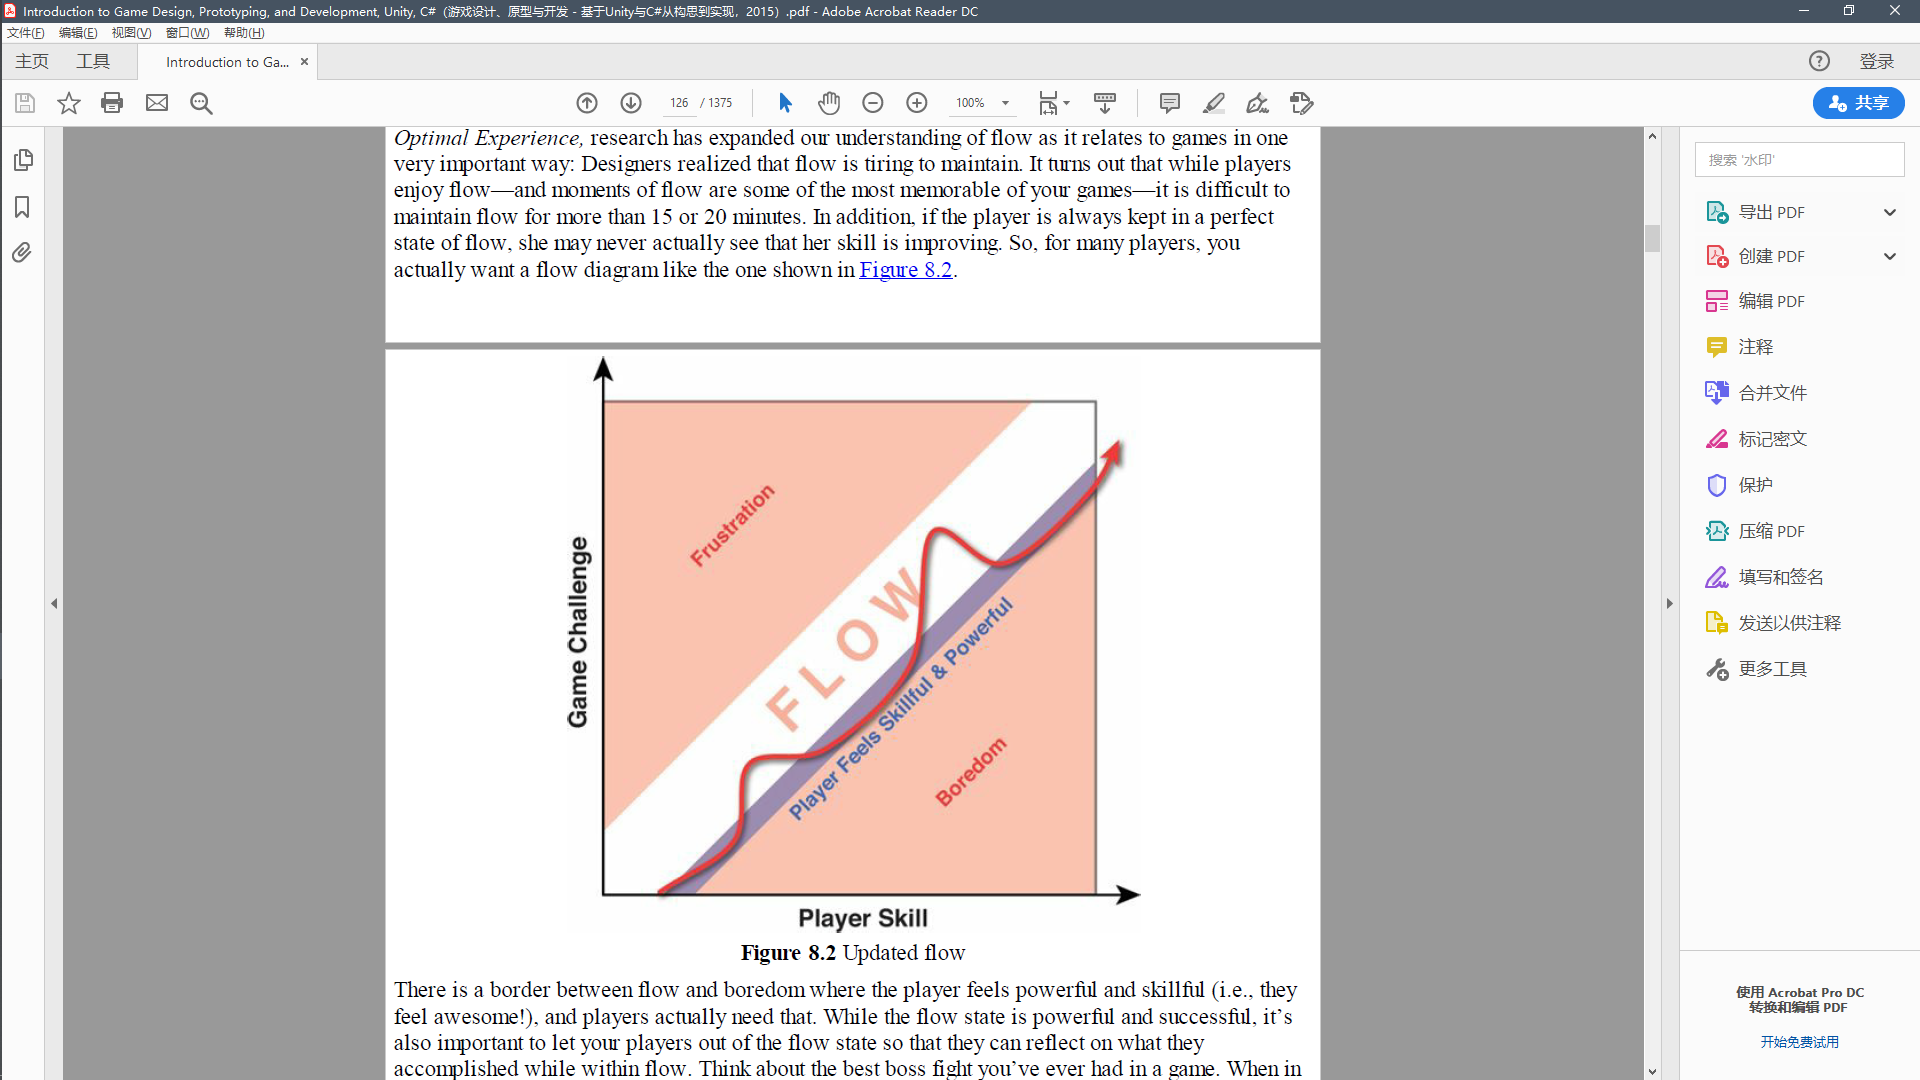 Introduction to Game Design, Prototyping, and Development, Unity, C#（游戏设计、原型与开发 - 基于Unity与C#从构思到实现，2015）.pdf - Adobe Acrobat Reader DC
文件(F) 编辑(E) 视图(V) 窗口(W) 帮助(H)
主页 工具 Introduction to Ga... 登录
126 / 1375 100% 共享
Optimal Experience, research has expanded our understanding of flow as it relates to games in one
very important way: Designers realized that flow is tiring to maintain. It turns out that while players
enjoy flow—and moments of flow are some of the most memorable of your games—it is difficult to
maintain flow for more than 15 or 20 minutes. In addition, if the player is always kept in a perfect
state of flow, she may never actually see that her skill is improving. So, for many players, you
actually want a flow diagram like the one shown in Figure 8.2.
Game Challenge
Frustration
FLOW
Player Feels Skillful & Powerful
Boredom
Player Skill
Figure 8.2 Updated flow
There is a border between flow and boredom where the player feels powerful and skillful (i.e., they
feel awesome!), and players actually need that. While the flow state is powerful and successful, it’s
also important to let your players out of the flow state so that they can reflect on what they
accomplished while within flow. Think about the best boss fight you’ve ever had in a game. When in
搜索 '水印'
导出 PDF
创建 PDF
编辑 PDF
注释
合并文件
标记密文
保护
压缩 PDF
填写和签名
发送以供注释
更多工具
使用 Acrobat Pro DC
转换和编辑 PDF
开始免费试用